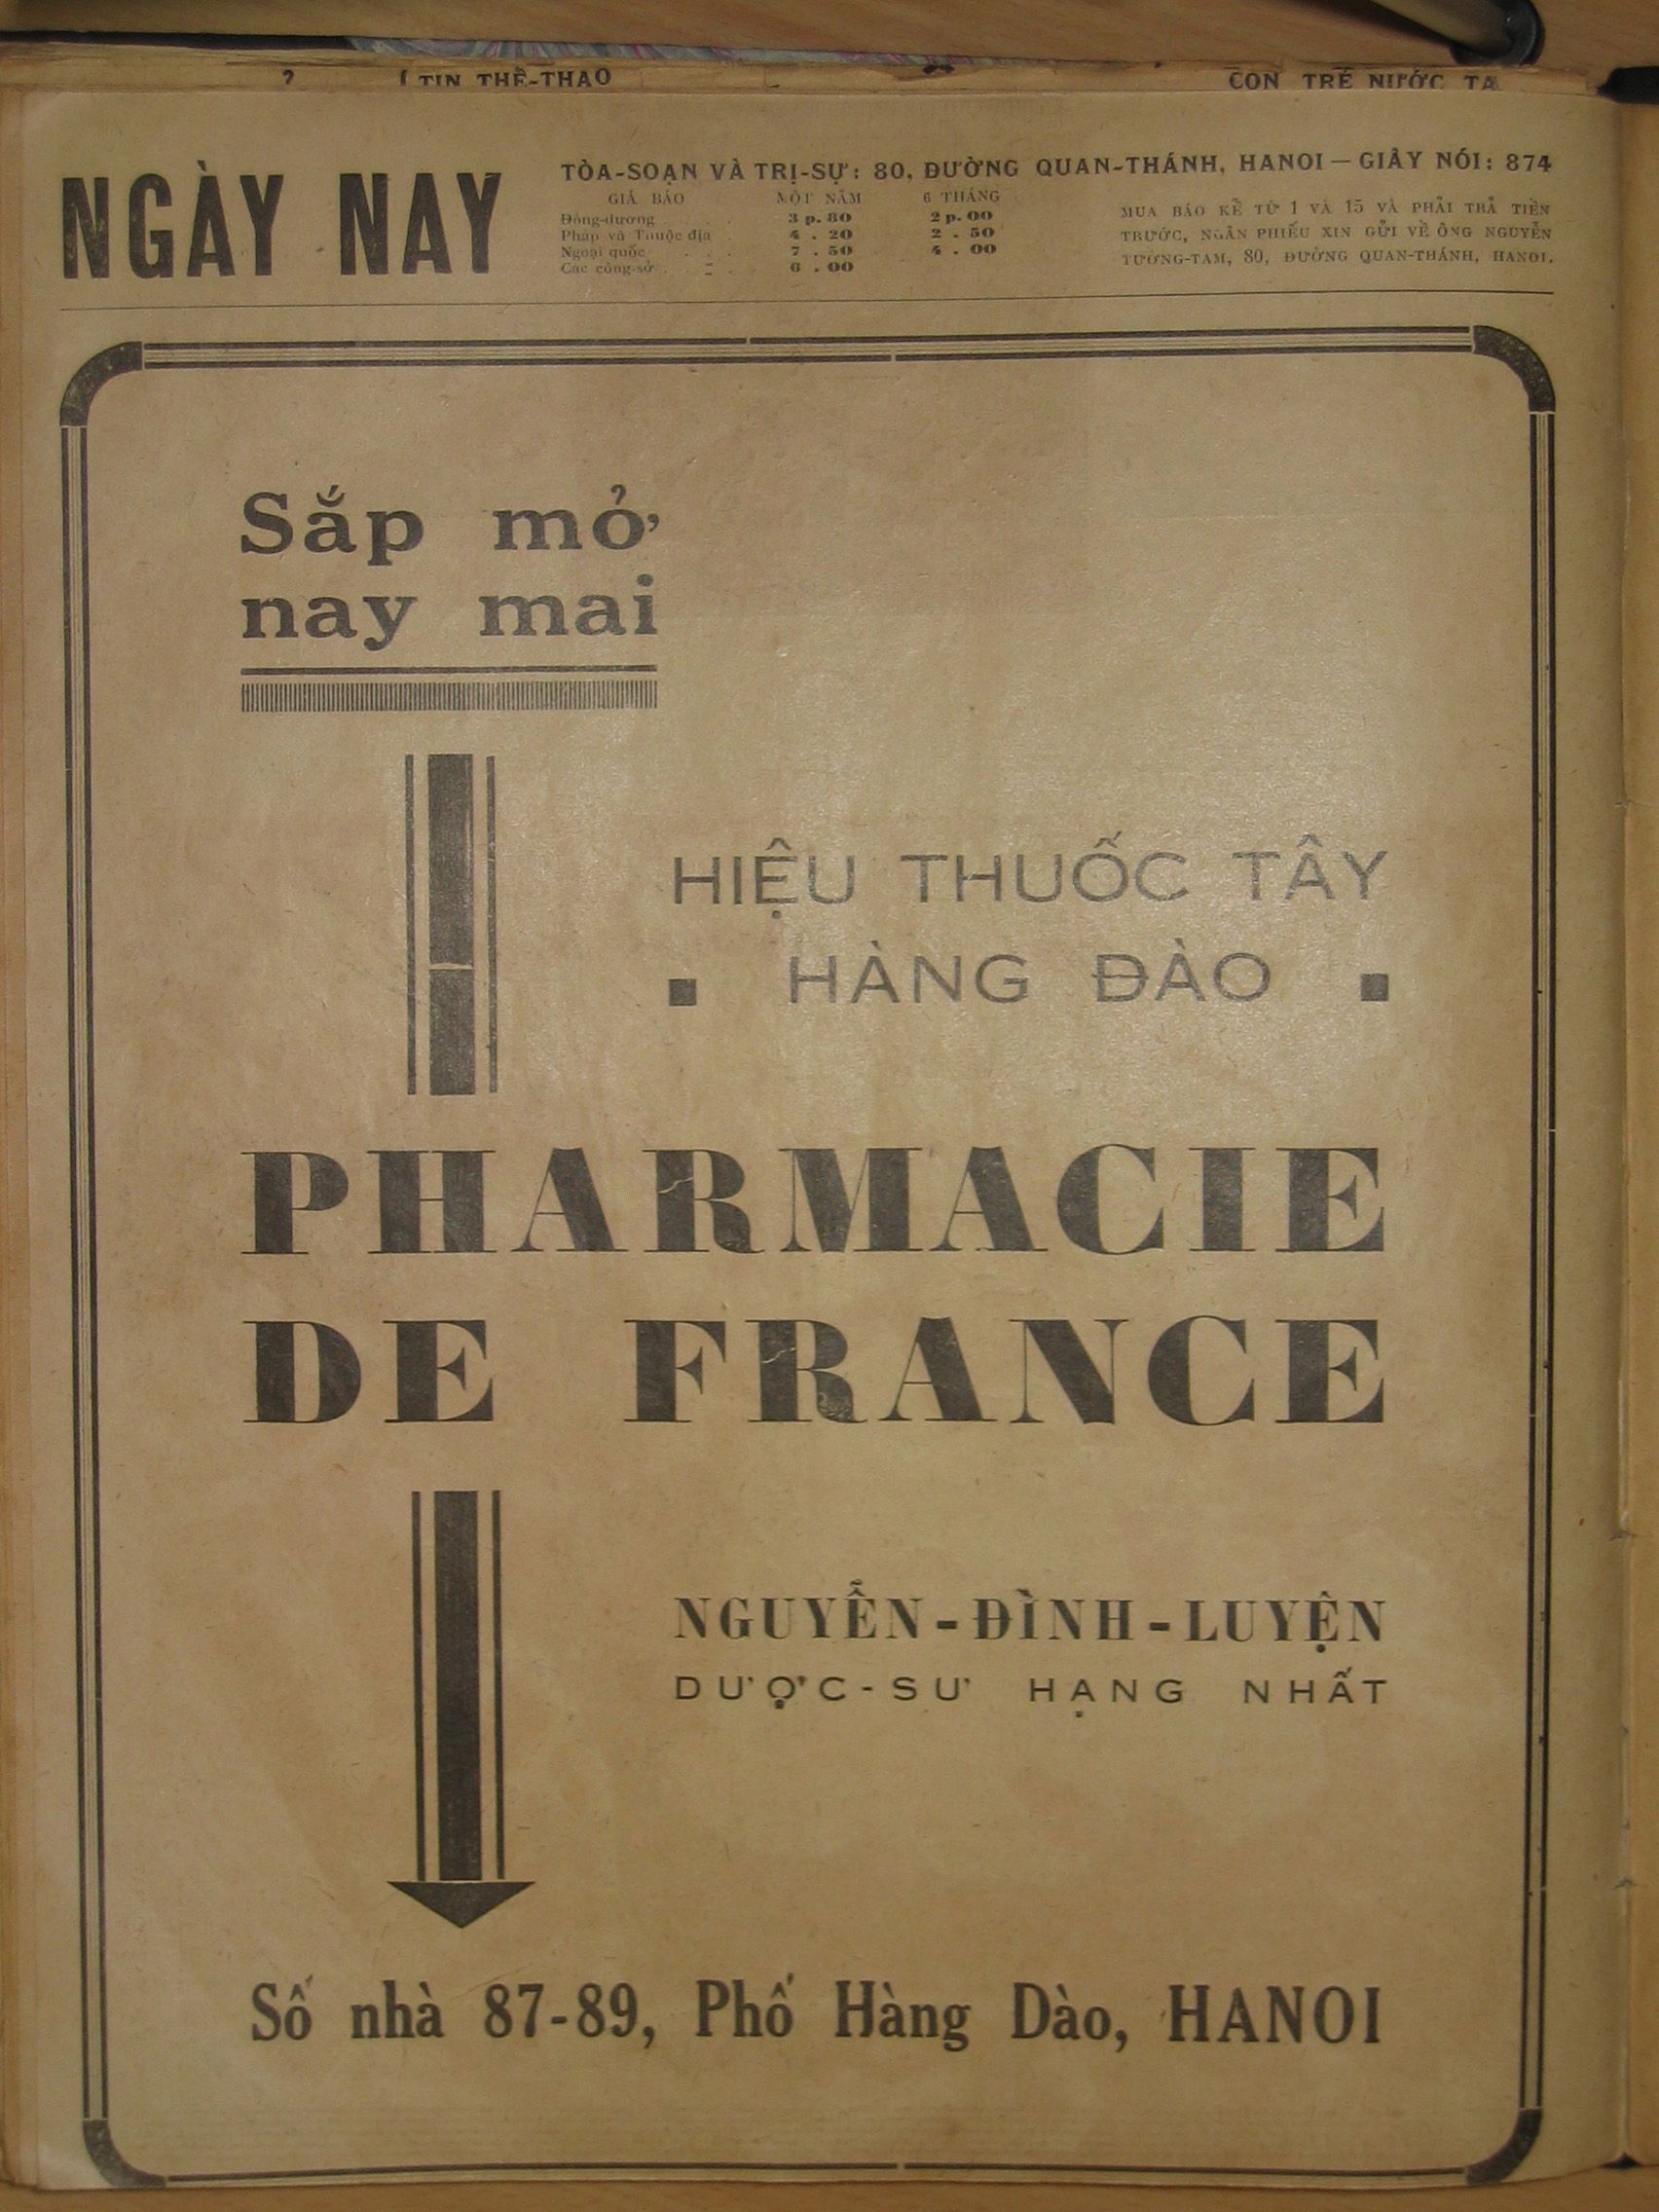 TIN THỂ-THAO
CON TRẺ NƯỚC TA
NGÀY NAY
TÒA-SOẠN VÀ TRỊ-SỰ: 80, ĐƯỜNG QUAN-THÁNH, HANOI — GIÂY NÓI: 874
GIÁ BÁO MỘT NĂM 6 THÁNG
Đông-dương 3 p. 80 2 p. 00
Pháp và Thuộc địa 4 . 20 2 . 50
Ngoại quốc 7 . 50 4 . 00
Các công-sở 6 . 00
MUA BÁO KỂ TỪ 1 VÀ 15 VÀ PHẢI TRẢ TIỀN
TRƯỚC, NGÂN PHIẾU XIN GỬI VỀ ÔNG NGUYỄN
TƯỜNG-TAM, 80, ĐƯỜNG QUAN-THÁNH, HANOI.
Sắp mở
nay mai
HIỆU THUỐC TÂY
HÀNG ĐÀO
PHARMACIE
DE FRANCE
NGUYỄN-ĐÌNH-LUYỆN
DƯỢC-SƯ HẠNG NHẤT
Số nhà 87-89, Phố Hàng Dào, HANOI